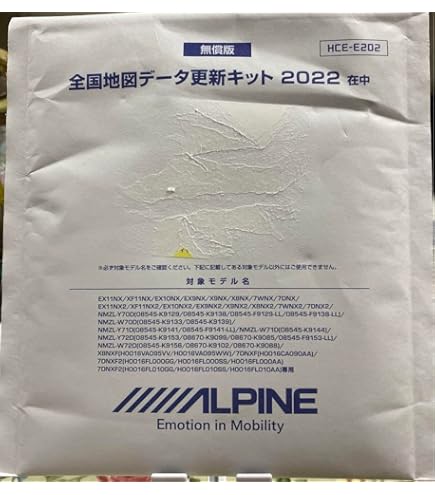 無償版
HCE-E202
全国地図データ更新キット 2022 在中
※必ず対象モデル名をご確認ください。下記に記載してある対象モデル以外にはご使用できません。
対象モデル名
EX11NX/XF11NX/EX10NX/EX9NX/X9NX/X8NX/7WNX/7DNX/
EX11NX2/XF11NX2/EX10NX2/EX9NX2/X9NX2/X8NX2/7WNX2/7DNX2/
NMZL-Y70D(08545-K9129/08545-K9138/08545-F9129-LL/08545-F9138-LL)/
NMZL-W70D(08545-K9133/08545-K9139)/
NMZL-Y71D(08545-K9141/08545-F9141-LL)/NMZL-W71D(08545-K9144)/
NMZL-Y72D(08545-K9153/08670-K9099/08670-K9085/08545-F9153-LL)/
NMZL-W72D(08545-K9156/08670-K9102/08670-K9088)/
X8NXF(H0018VA095VV/H0018VA095WW)/7DNXF(H0016CA090AA)/
7DNXF2(H0016FL000GG/H0016FL000SS/H0016FL000AA)
7DNXF2(H0016FL010GG/H0016FL010SS/H0016FL010AA)専用
ALPINE
Emotion in Mobility